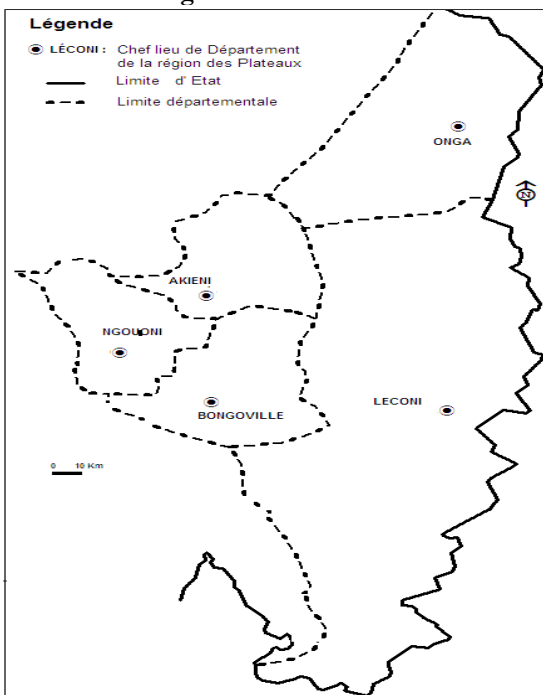 Légende
LÉCONI : Chef lieu de Département
de la région des Plateaux
Limite d' Etat
Limite départementale
ONGA
N
AKIENI
NGOUONI
LECONI
BONGOVILLE
0 10 Km